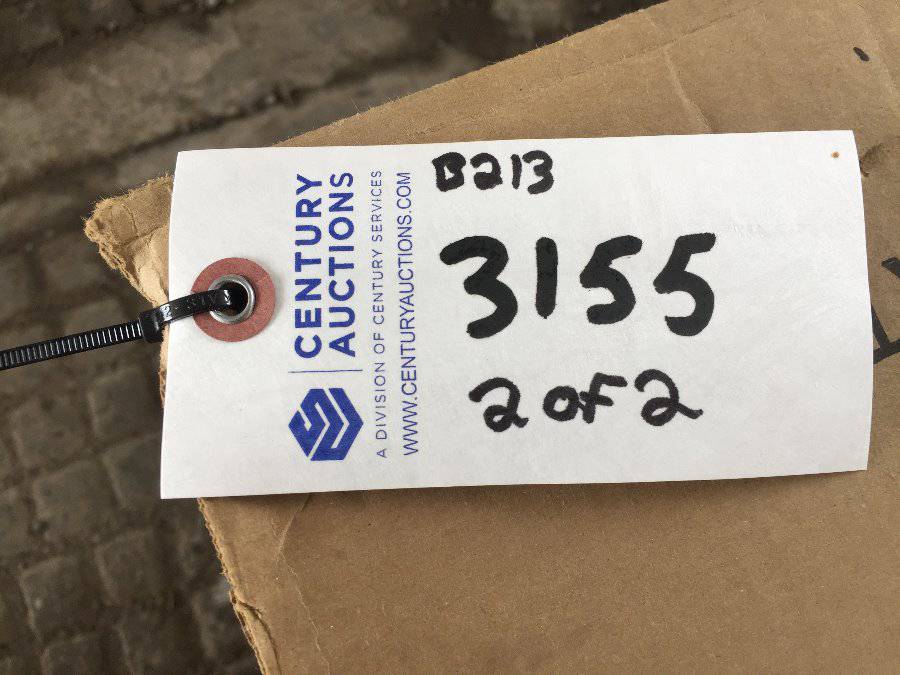 B213
3155
2 of 2
CENTURY
AUCTIONS
A DIVISION OF CENTURY SERVICES
WWW.CENTURYAUCTIONS.COM